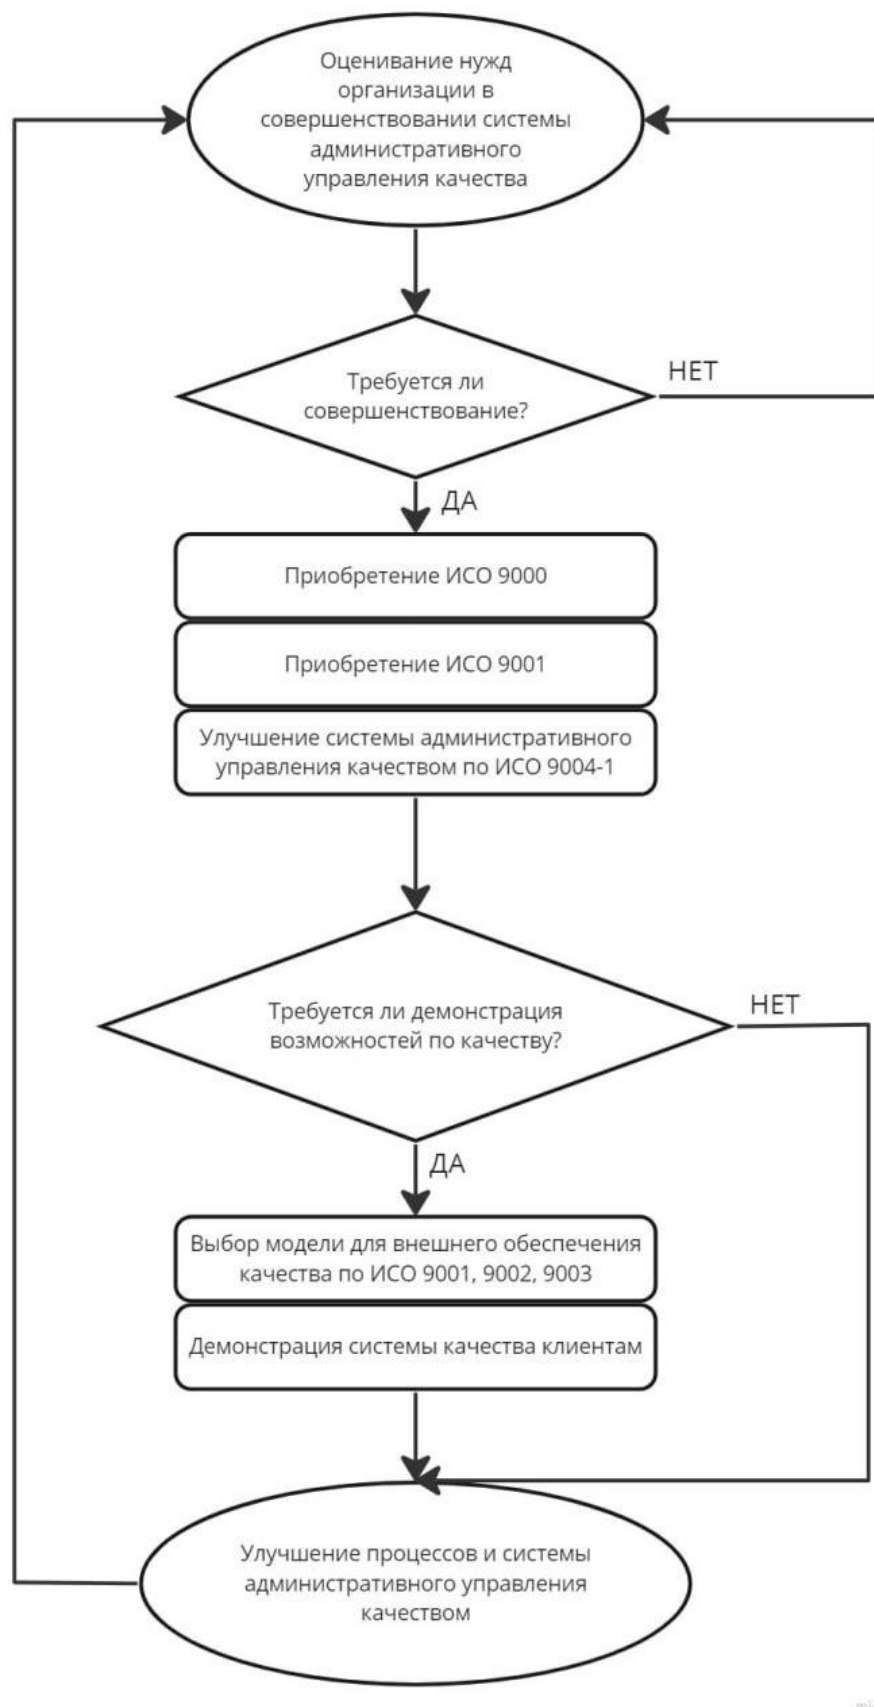 Оценивание нужд
организации в
совершенствовании системы
административного
управления качества
Требуется ли
совершенствование?
НЕТ
ДА
Приобретение ИСО 9000
Приобретение ИСО 9001
Улучшение системы административного
управления качеством по ИСО 9004-1
Требуется ли демонстрация
возможностей по качеству?
НЕТ
ДА
Выбор модели для внешнего обеспечения
качества по ИСО 9001, 9002, 9003
Демонстрация системы качества клиентам
Улучшение процессов и системы
административного управления
качеством